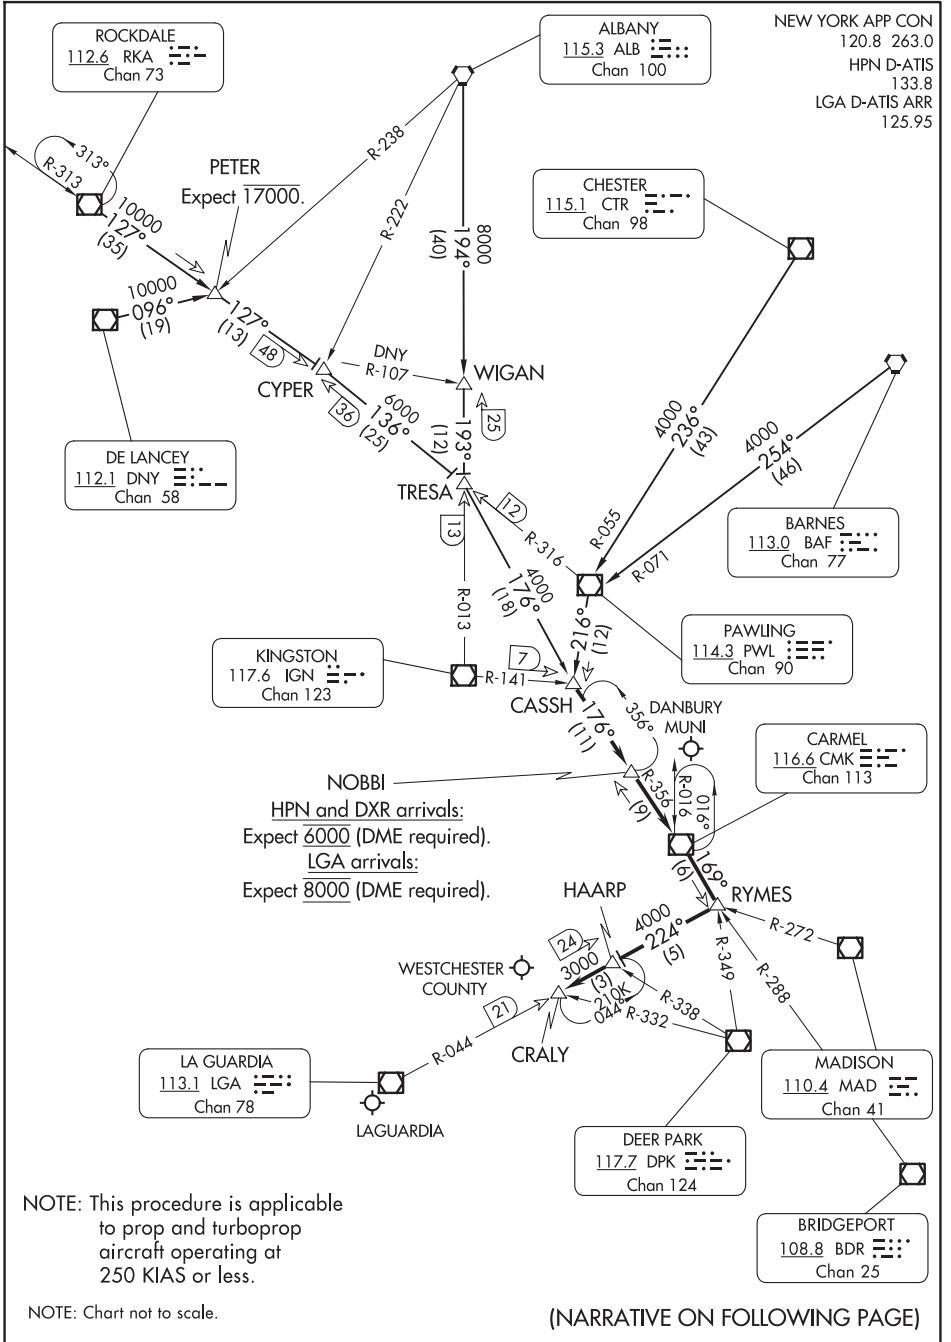 NEW YORK APP CON
120.8 263.0
HPN D-ATIS
133.8
LGA D-ATIS ARR
125.95
ROCKDALE
112.6 RKA
Chan 73
ALBANY
115.3 ALB
Chan 100
R-313
313°
PETER
Expect 17000.
R-238
R-222
CHESTER
115.1 CTR
Chan 98
10000
127°
(35)
8000
194°
(40)
10000
096°
(19)
127°
(13)
48
CYPER
DNY
R-107
WIGAN
36
6000
136°
(25)
193°
(12)
25
4000
236°
(43)
4000
254°
(46)
DE LANCEY
112.1 DNY
Chan 58
TRESA
13
12
R-316
R-055
R-071
BARNES
113.0 BAF
Chan 77
R-013
4000
176°
(18)
216°
(12)
PAWLING
114.3 PWL
Chan 90
KINGSTON
117.6 IGN
Chan 123
7
R-141
CASSH
176°
(11)
356°
DANBURY
MUNI
CARMEL
116.6 CMK
Chan 113
NOBBI
HPN and DXR arrivals:
Expect 6000 (DME required).
LGA arrivals:
Expect 8000 (DME required).
R-356
(9)
R-016
016°
169°
(6)
RYMES
HAARP
4000
224°
(5)
R-272
R-349
R-288
WESTCHESTER
COUNTY
24
3000
(3)
210K
044°
R-338
R-332
21
R-044
CRALY
LA GUARDIA
113.1 LGA
Chan 78
LAGUARDIA
MADISON
110.4 MAD
Chan 41
DEER PARK
117.7 DPK
Chan 124
BRIDGEPORT
108.8 BDR
Chan 25
NOTE: This procedure is applicable
to prop and turboprop
aircraft operating at
250 KIAS or less.
NOTE: Chart not to scale.
(NARRATIVE ON FOLLOWING PAGE)